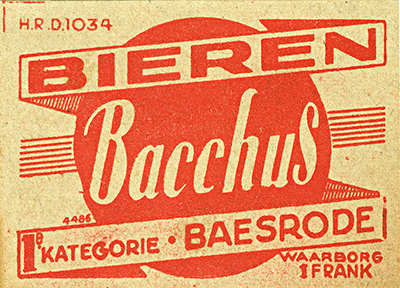 H.R.D.1034
BIEREN
Bacchus
4486
1e KATEGORIE · BAESRODE
WAARBORG
1 FRANK